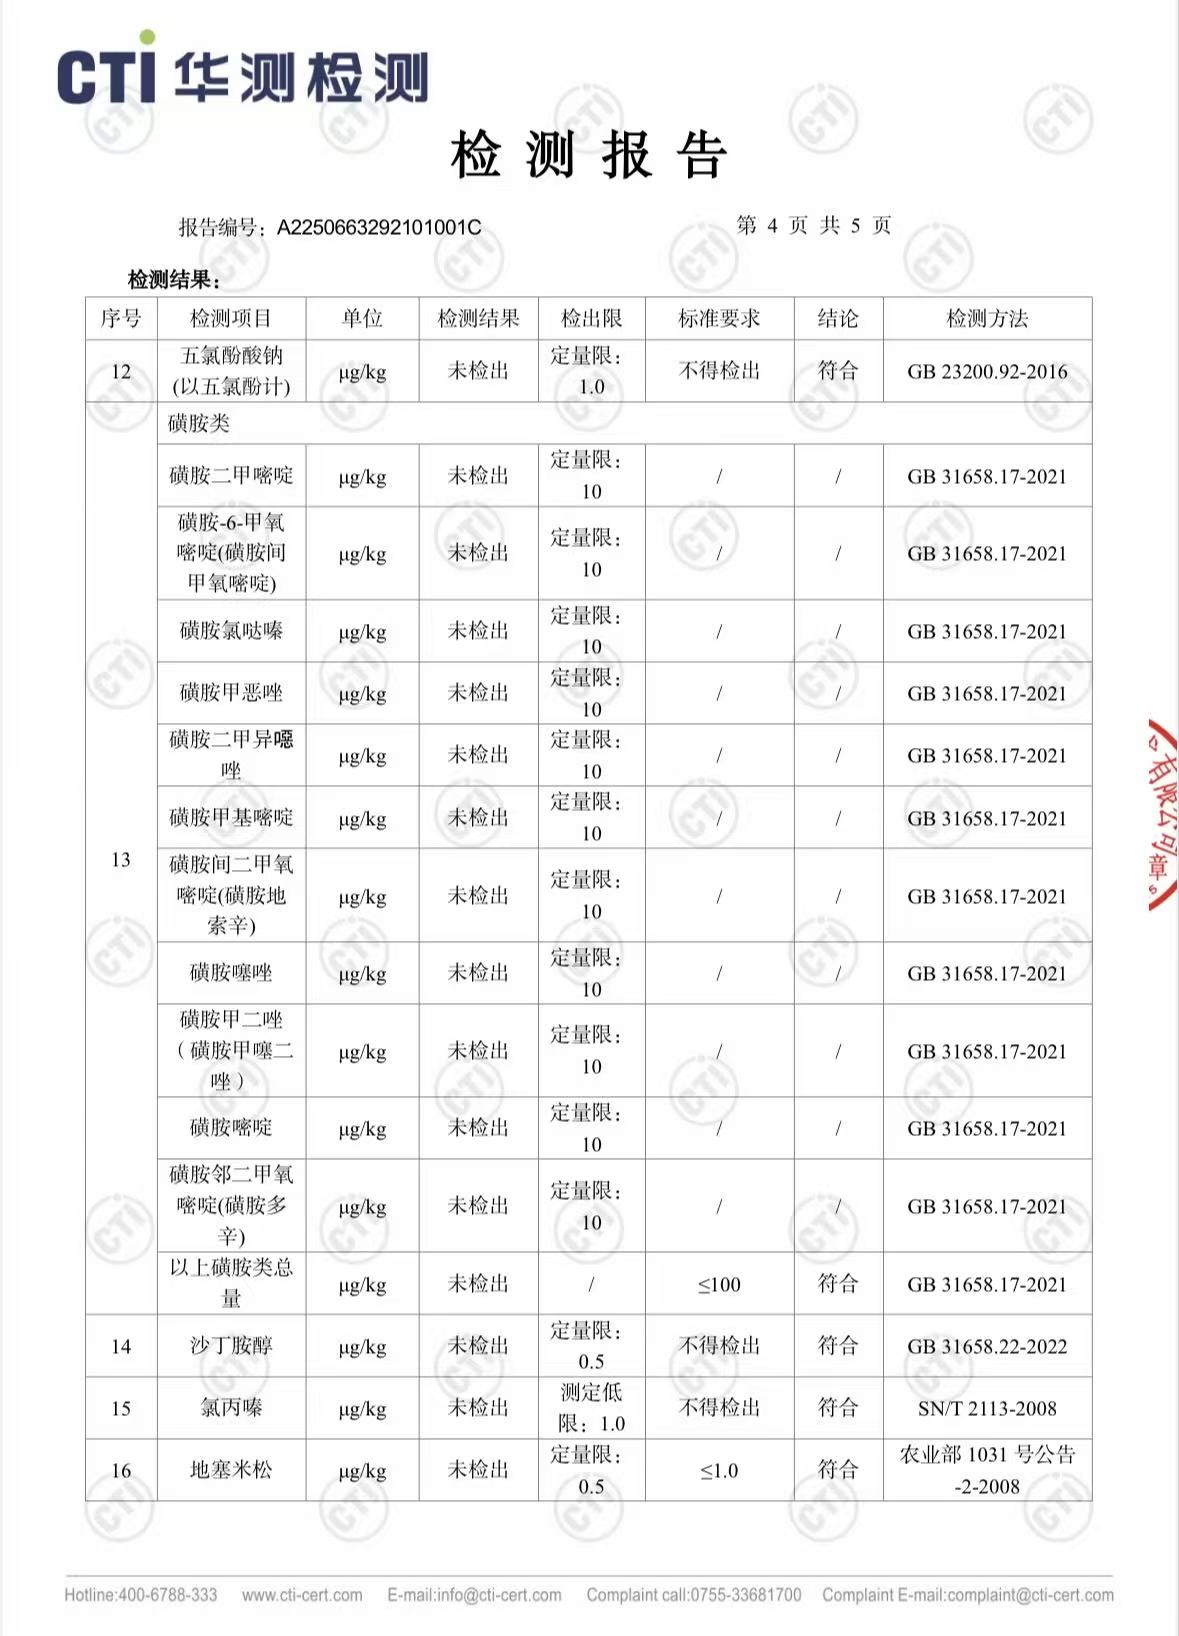 CTI 华测检测
检测报告
报告编号：A2250663292101001C 第 4 页 共 5 页
检测结果：
序号 检测项目 单位 检测结果 检出限 标准要求 结论 检测方法
12 五氯酚酸钠 μg/kg 未检出 定量限： 不得检出 符合 GB 23200.92-2016
(以五氯酚计) 1.0
13 磺胺类
磺胺二甲嘧啶 μg/kg 未检出 定量限： / / GB 31658.17-2021
10
磺胺-6-甲氧 μg/kg 未检出 定量限： / / GB 31658.17-2021
嘧啶(磺胺间 10
甲氧嘧啶)
磺胺氯哒嗪 μg/kg 未检出 定量限： / / GB 31658.17-2021
10
磺胺甲恶唑 μg/kg 未检出 定量限： / / GB 31658.17-2021
10
磺胺二甲异噁 μg/kg 未检出 定量限： / / GB 31658.17-2021
唑 10
磺胺甲基嘧啶 μg/kg 未检出 定量限： / / GB 31658.17-2021
10
磺胺间二甲氧 μg/kg 未检出 定量限： / / GB 31658.17-2021
嘧啶(磺胺地 10
索辛)
磺胺噻唑 μg/kg 未检出 定量限： / / GB 31658.17-2021
10
磺胺甲二唑 μg/kg 未检出 定量限： / / GB 31658.17-2021
（磺胺甲噻二 10
唑）
磺胺嘧啶 μg/kg 未检出 定量限： / / GB 31658.17-2021
10
磺胺邻二甲氧 μg/kg 未检出 定量限： / / GB 31658.17-2021
嘧啶(磺胺多 10
辛)
以上磺胺类总 μg/kg 未检出 / ≤100 符合 GB 31658.17-2021
量
14 沙丁胺醇 μg/kg 未检出 定量限： 不得检出 符合 GB 31658.22-2022
0.5
15 氯丙嗪 μg/kg 未检出 测定低 不得检出 符合 SN/T 2113-2008
限：1.0
16 地塞米松 μg/kg 未检出 定量限： ≤1.0 符合 农业部 1031 号公告
0.5 -2-2008
有限公司
章
Hotline:400-6788-333 www.cti-cert.com E-mail:info@cti-cert.com Complaint call:0755-33681700 Complaint E-mail:complaint@cti-cert.com